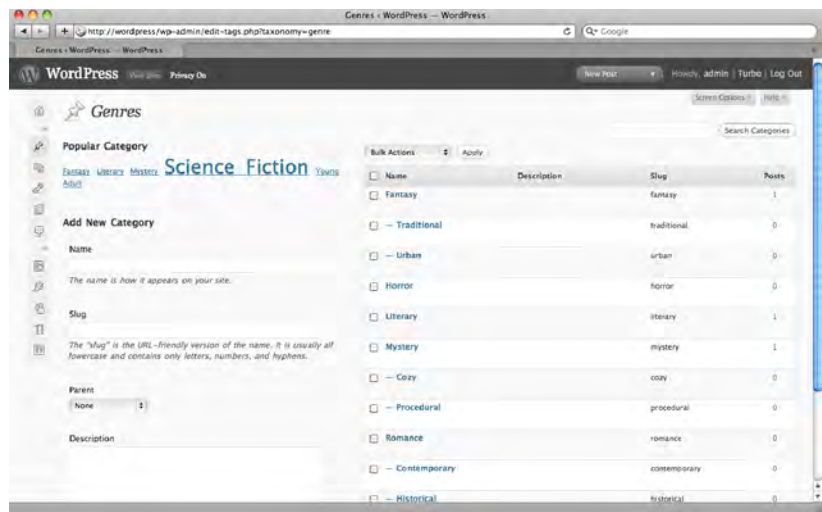 Genres ‹ WordPress — WordPress
http://wordpress/wp-admin/edit-tags.php?taxonomy=genre
Google
Genres ‹ WordPress — WordPress
WordPress Privacy On
New Post
Howdy, admin | Turbo | Log Out
Screen Options
Help
Genres
Search Categories
Popular Category
Fantasy Literary Mystery Science Fiction Young Adult
Add New Category
Name
The name is how it appears on your site.
Slug
The "slug" is the URL-friendly version of the name. It is usually all
lowercase and contains only letters, numbers, and hyphens.
Parent
None
Description
Bulk Actions Apply
Name Description Slug Posts
Fantasy fantasy 1
— Traditional traditional 0
— Urban urban 0
Horror horror 0
Literary literary 1
Mystery mystery 1
— Cozy cozy 0
— Procedural procedural 0
Romance romance 0
— Contemporary contemporary 0
— Historical historical 0